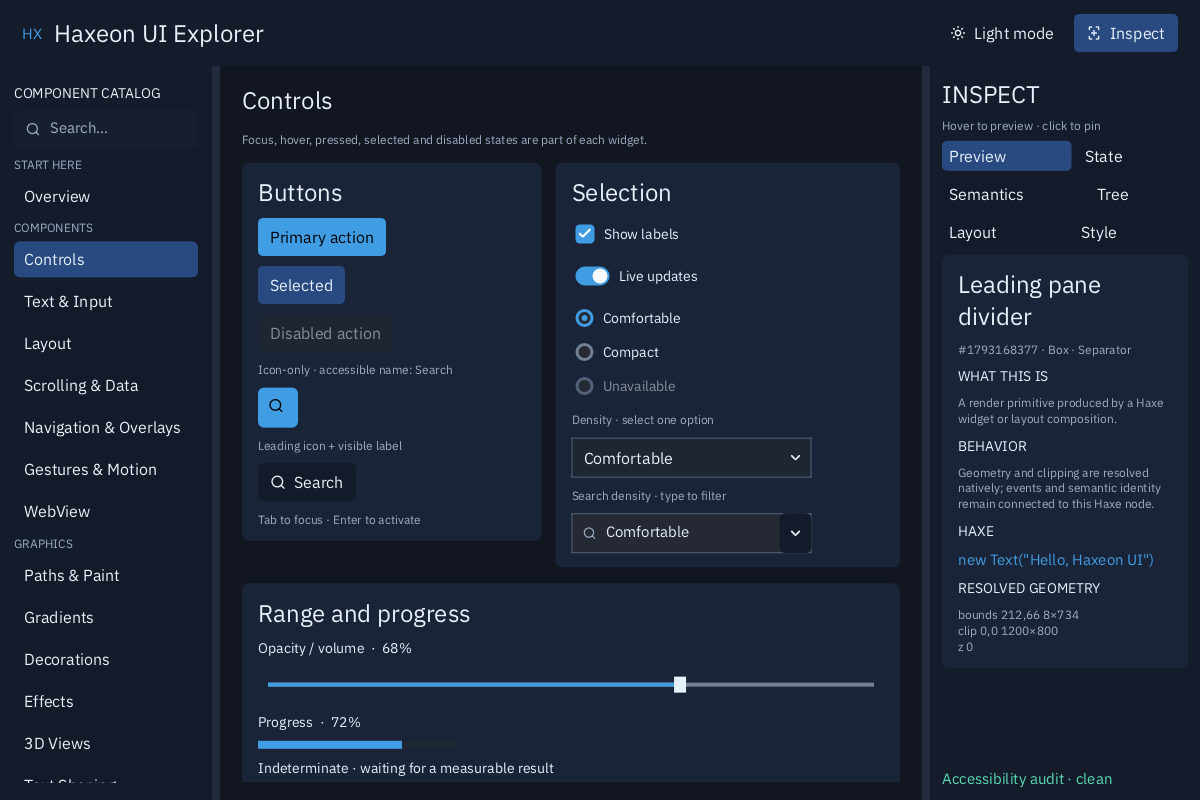 HX Haxeon UI Explorer
Light mode
Inspect
COMPONENT CATALOG
Search...
START HERE
Overview
COMPONENTS
Controls
Text & Input
Layout
Scrolling & Data
Navigation & Overlays
Gestures & Motion
WebView
GRAPHICS
Paths & Paint
Gradients
Decorations
Effects
3D Views
Controls
Focus, hover, pressed, selected and disabled states are part of each widget.
Buttons
Primary action
Selected
Disabled action
Icon-only · accessible name: Search
Leading icon + visible label
Search
Tab to focus · Enter to activate
Selection
Show labels
Live updates
Comfortable
Compact
Unavailable
Density · select one option
Comfortable
Search density · type to filter
Comfortable
Range and progress
Opacity / volume · 68%
Progress · 72%
Indeterminate · waiting for a measurable result
INSPECT
Hover to preview · click to pin
Preview State
Semantics Tree
Layout Style
Leading pane
divider
#1793168377 · Box · Separator
WHAT THIS IS
A render primitive produced by a Haxe
widget or layout composition.
BEHAVIOR
Geometry and clipping are resolved
natively; events and semantic identity
remain connected to this Haxe node.
HAXE
new Text("Hello, Haxeon UI")
RESOLVED GEOMETRY
bounds 212,66 8×734
clip 0,0 1200×800
z 0
Accessibility audit · clean